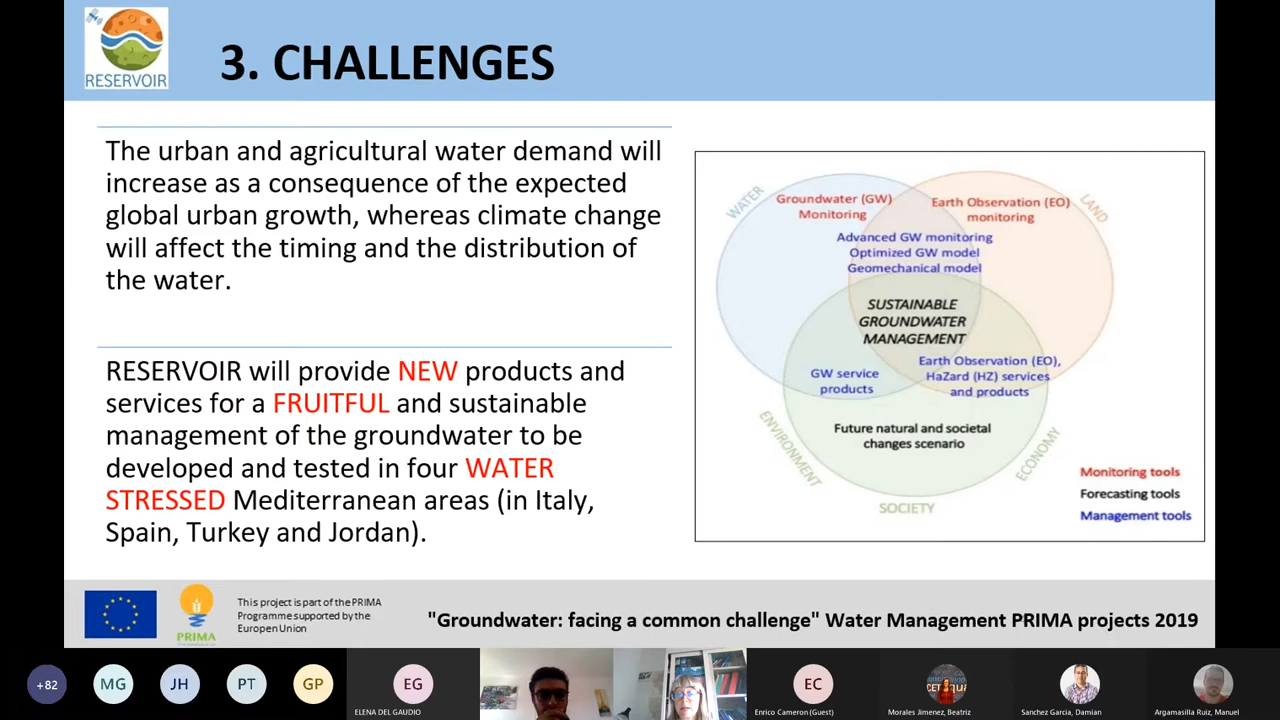 RESERVOIR
3. CHALLENGES
The urban and agricultural water demand will
increase as a consequence of the expected
global urban growth, whereas climate change
will affect the timing and the distribution of
the water.
RESERVOIR will provide NEW products and
services for a FRUITFUL and sustainable
management of the groundwater to be
developed and tested in four WATER
STRESSED Mediterranean areas (in Italy,
Spain, Turkey and Jordan).
WATER
LAND
Groundwater (GW)
Monitoring
Earth Observation (EO)
monitoring
Advanced GW monitoring
Optimized GW model
Geomechanical model
SUSTAINABLE
GROUNDWATER
MANAGEMENT
GW service
products
Earth Observation (EO),
HaZard (HZ) services
and products
Future natural and societal
changes scenario
ENVIRONMENT
ECONOMY
SOCIETY
Monitoring tools
Forecasting tools
Management tools
PRIMA
This project is part of the PRIMA
Programme supported by the
Europen Union
"Groundwater: facing a common challenge" Water Management PRIMA projects 2019
+82
MG
JH
PT
GP
EG
EC
ELENA DEL GAUDIO
Enrico Cameron (Guest)
Morales Jimenez, Beatriz
Sanchez Garcia, Damian
Argamasilla Ruiz, Manuel